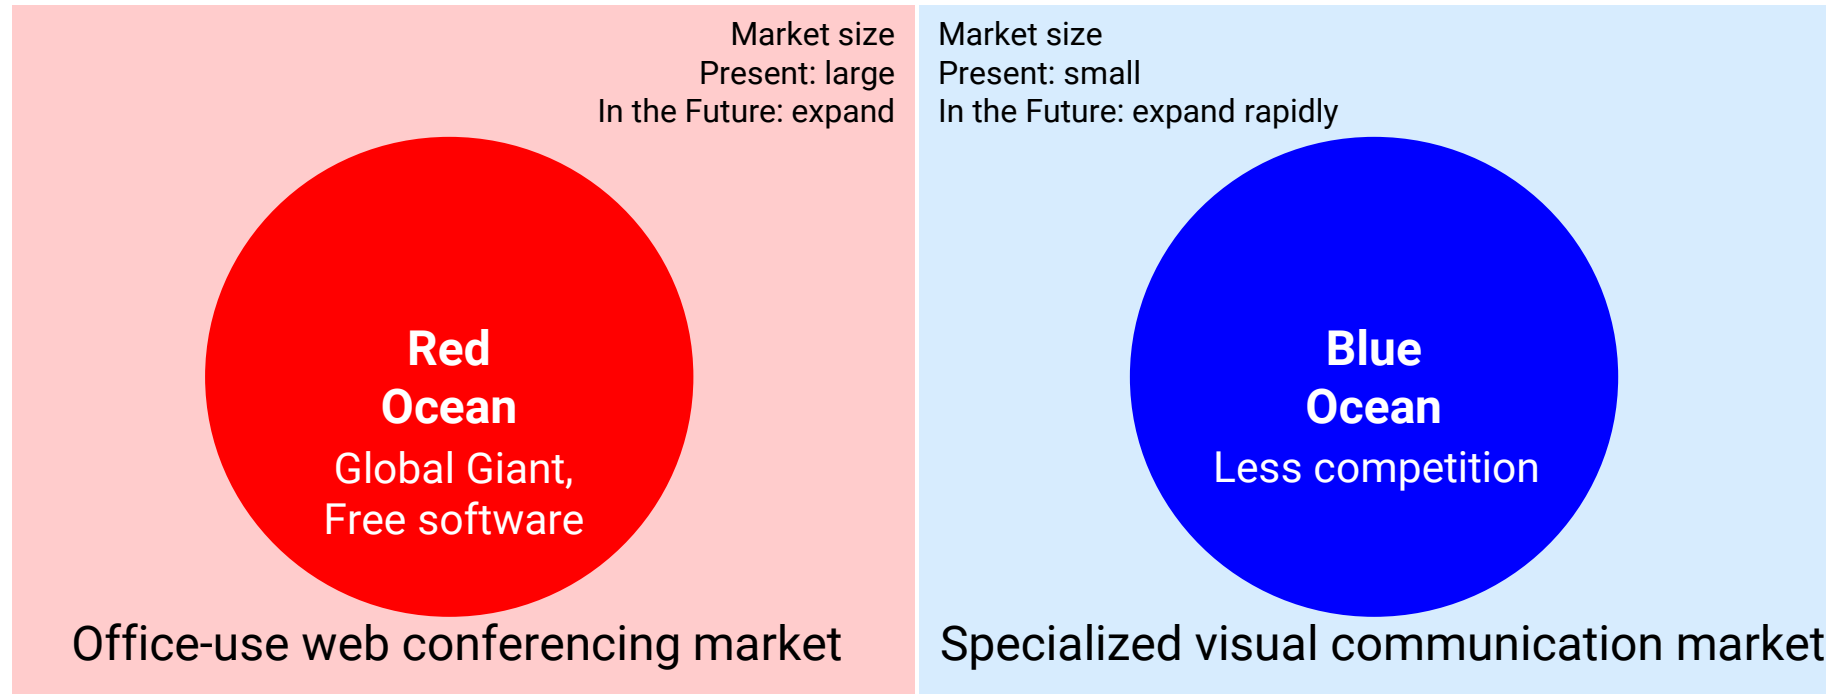 Market size
Present: large
In the Future: expand
Red
Ocean
Global Giant,
Free software
Office-use web conferencing market
Market size
Present: small
In the Future: expand rapidly
Blue
Ocean
Less competition
Specialized visual communication market